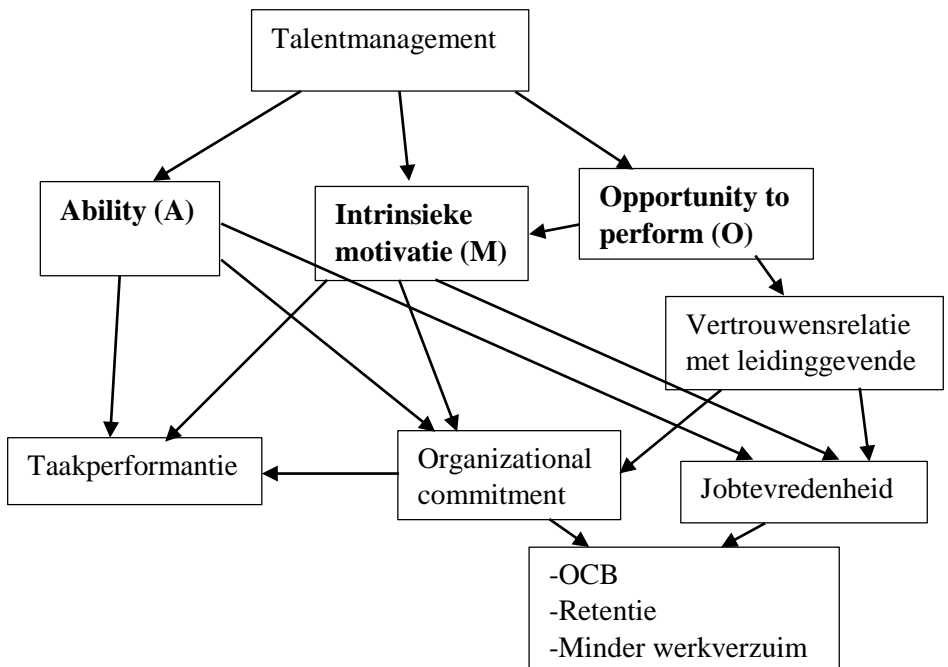 Talentmanagement
Ability (A)
Intrinsieke
motivatie (M)
Opportunity to
perform (O)
Vertrouwensrelatie
met leidinggevende
Taakperformantie
Organizational
commitment
Jobtevredenheid
-OCB
-Retentie
-Minder werkverzuim